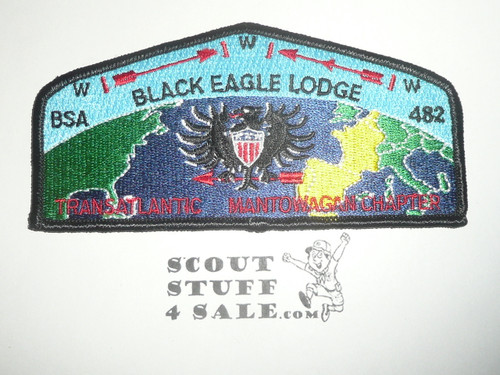 W W W
BLACK EAGLE LODGE
BSA 482
TRANSATLANTIC MANTOWAGAN CHAPTER
SCOUT
STUFF
4 SALE.com